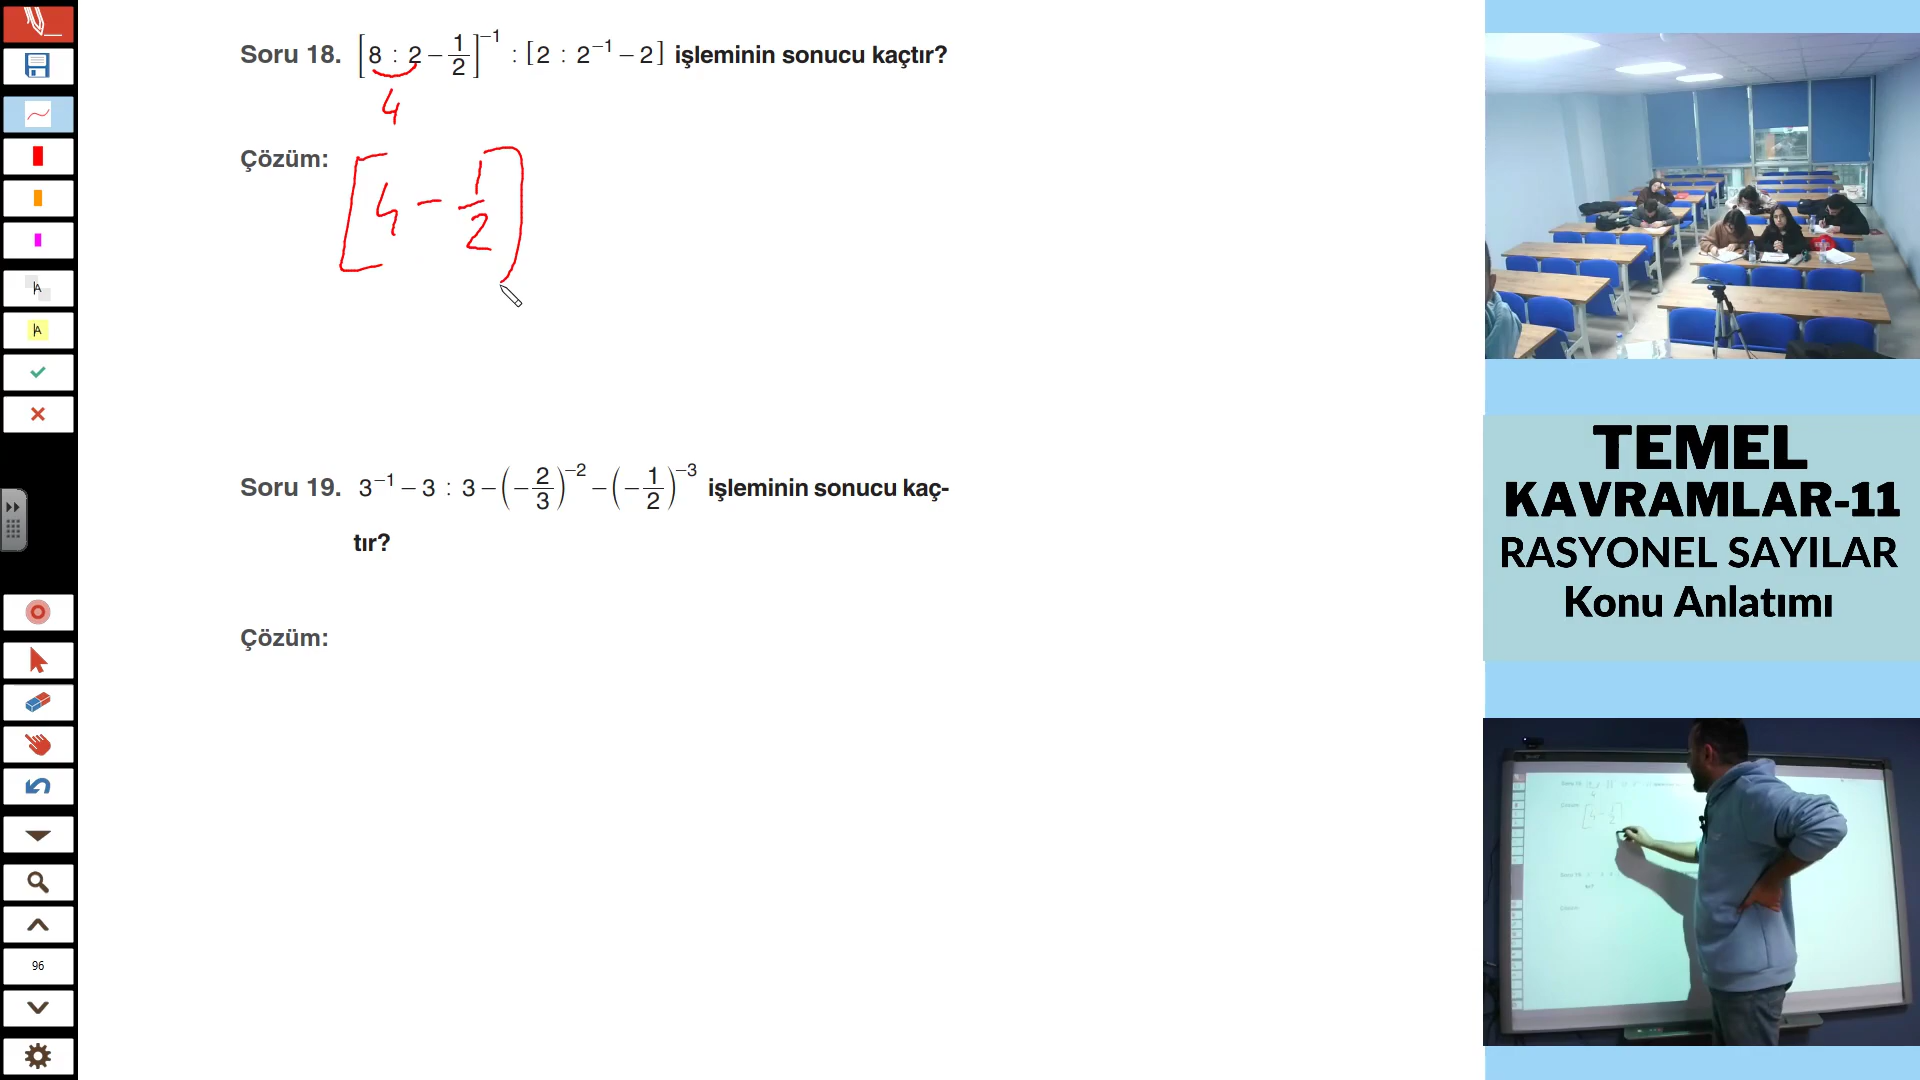 Soru 18. [8 : 2 − 1/2]⁻¹ : [2 : 2⁻¹ − 2] işleminin sonucu kaçtır?
4
Çözüm: [4 − 1/2]
Soru 19. 3⁻¹ − 3 : 3 − (−2/3)⁻² − (−1/2)⁻³ işleminin sonucu kaç-
tır?
Çözüm:
A
A
96
TEMEL
KAVRAMLAR-11
RASYONEL SAYILAR
Konu Anlatımı